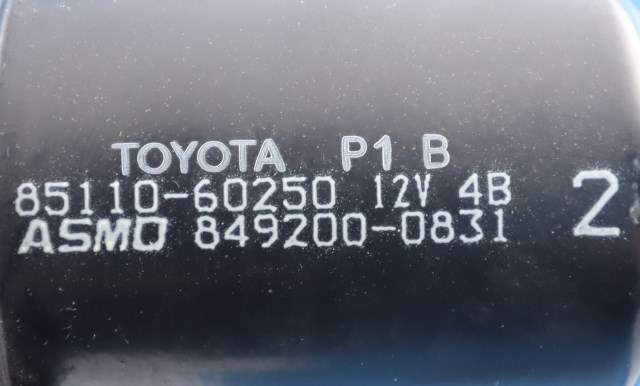 TOYOTA P1 B
85110-60250 12V 4B
ASMO 849200-0831
2